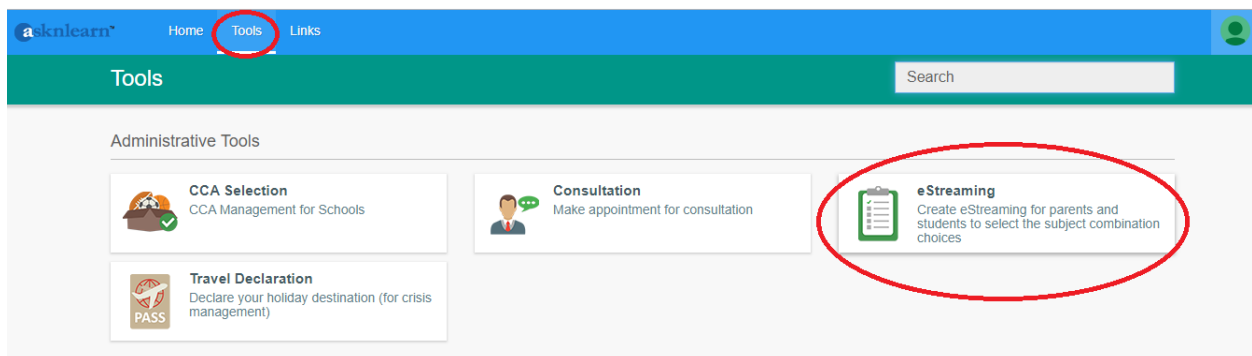 asknlearn™ Home Tools Links
Tools
Search
Administrative Tools
CCA Selection
CCA Management for Schools
Consultation
Make appointment for consultation
eStreaming
Create eStreaming for parents and
students to select the subject combination
choices
Travel Declaration
Declare your holiday destination (for crisis
management)
PASS